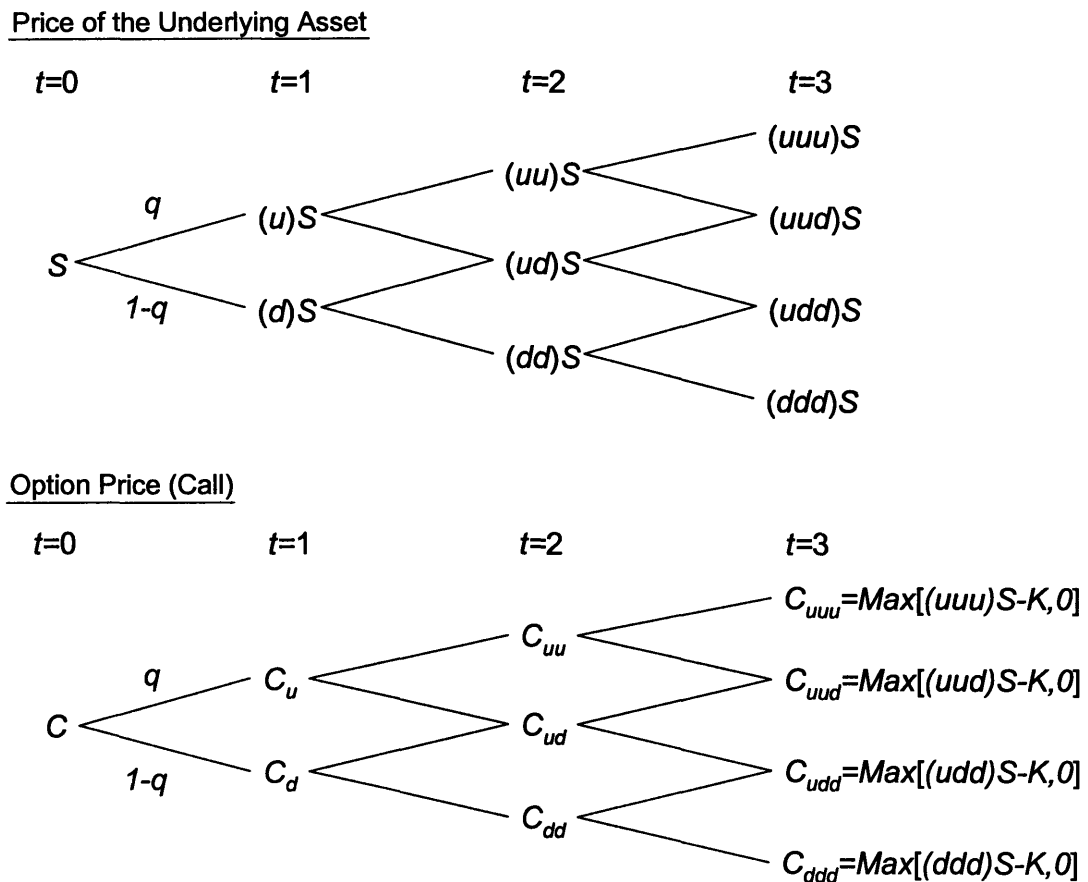 Price of the Underlying Asset
t=0 t=1 t=2 t=3
(uuu)S
(uu)S
q
(u)S (uud)S
S (ud)S
1-q (d)S (udd)S
(dd)S
(ddd)S
Option Price (Call)
t=0 t=1 t=2 t=3
C_uuu=Max[(uuu)S-K,0]
C_uu
q C_u C_uud=Max[(uud)S-K,0]
C C_ud
1-q C_d C_udd=Max[(udd)S-K,0]
C_dd
C_ddd=Max[(ddd)S-K,0]